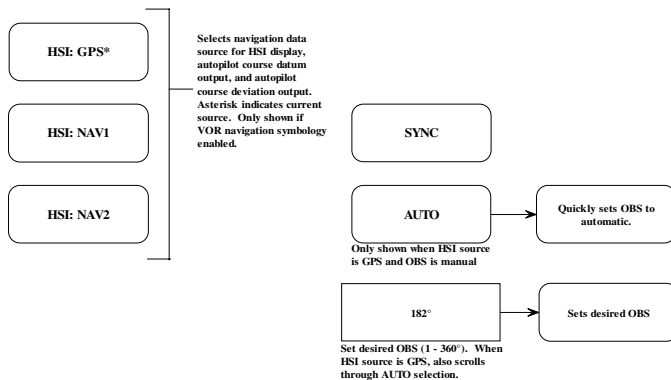 HSI: GPS*
HSI: NAV1
HSI: NAV2
Selects navigation data
source for HSI display,
autopilot course datum
output, and autopilot
course deviation output.
Asterisk indicates current
source.  Only shown if
VOR navigation symbology
enabled.
SYNC
AUTO
Only shown when HSI source
is GPS and OBS is manual
Quickly sets OBS to
automatic.
182°
Set desired OBS (1 - 360°).  When
HSI source is GPS, also scrolls
through AUTO selection.
Sets desired OBS